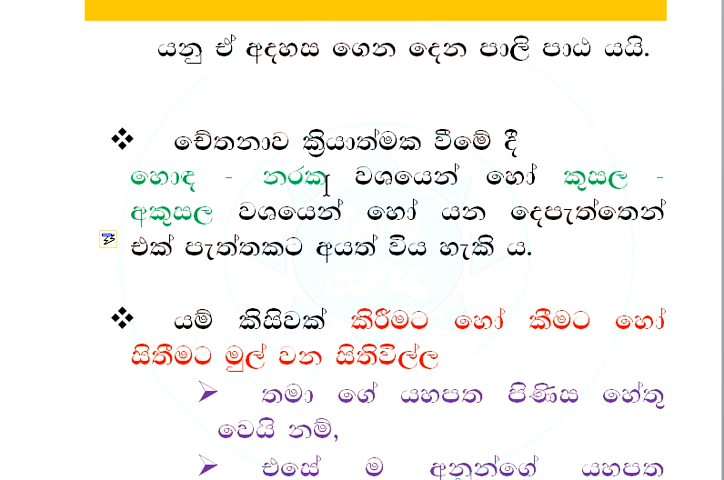 යනු ඒ අදහස ගෙන දෙන පාලි පාඨ යයි.
❖ චේතනාව ක්‍රියාත්මක වීමේ දී
හොඳ - නරක වශයෙන් හෝ කුසල -
අකුසල වශයෙන් හෝ යන දෙපැත්තෙන්
එක් පැත්තකට අයත් විය හැකි ය.
❖ යම් කිසිවක් කිරීමට හෝ කීමට හෝ
සිතීමට මුල් වන සිතිවිල්ල
➢ තමා ගේ යහපත පිණිස හේතු
වෙයි නම්,
➢ එසේ ම අනුන්ගේ යහපත